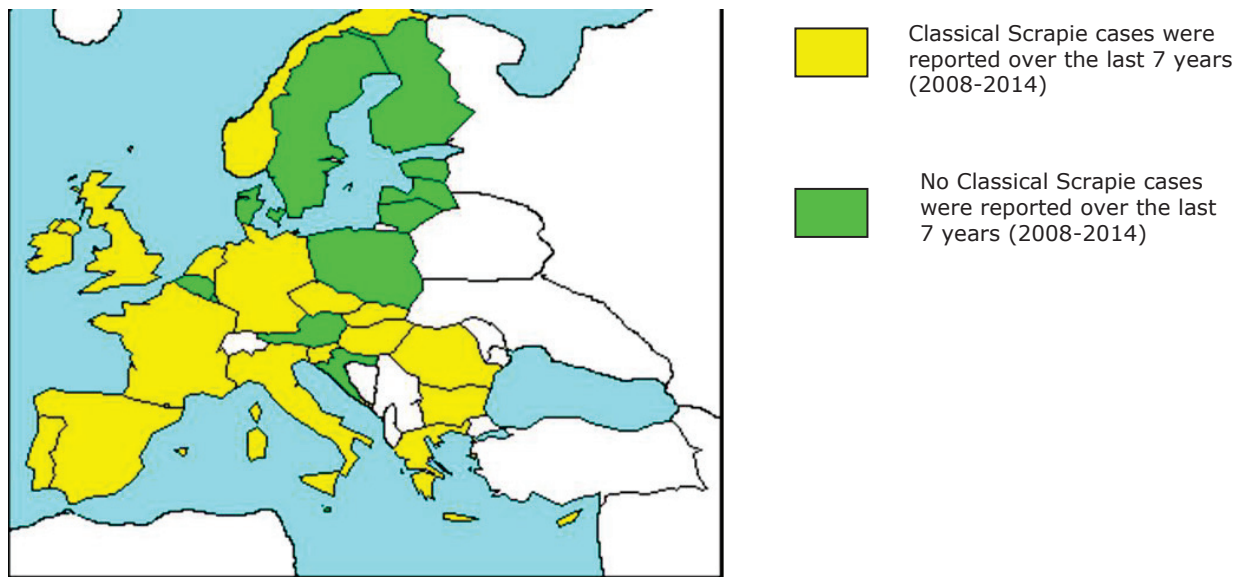 Classical Scrapie cases were
reported over the last 7 years
(2008-2014)
No Classical Scrapie cases
were reported over the last
7 years (2008-2014)